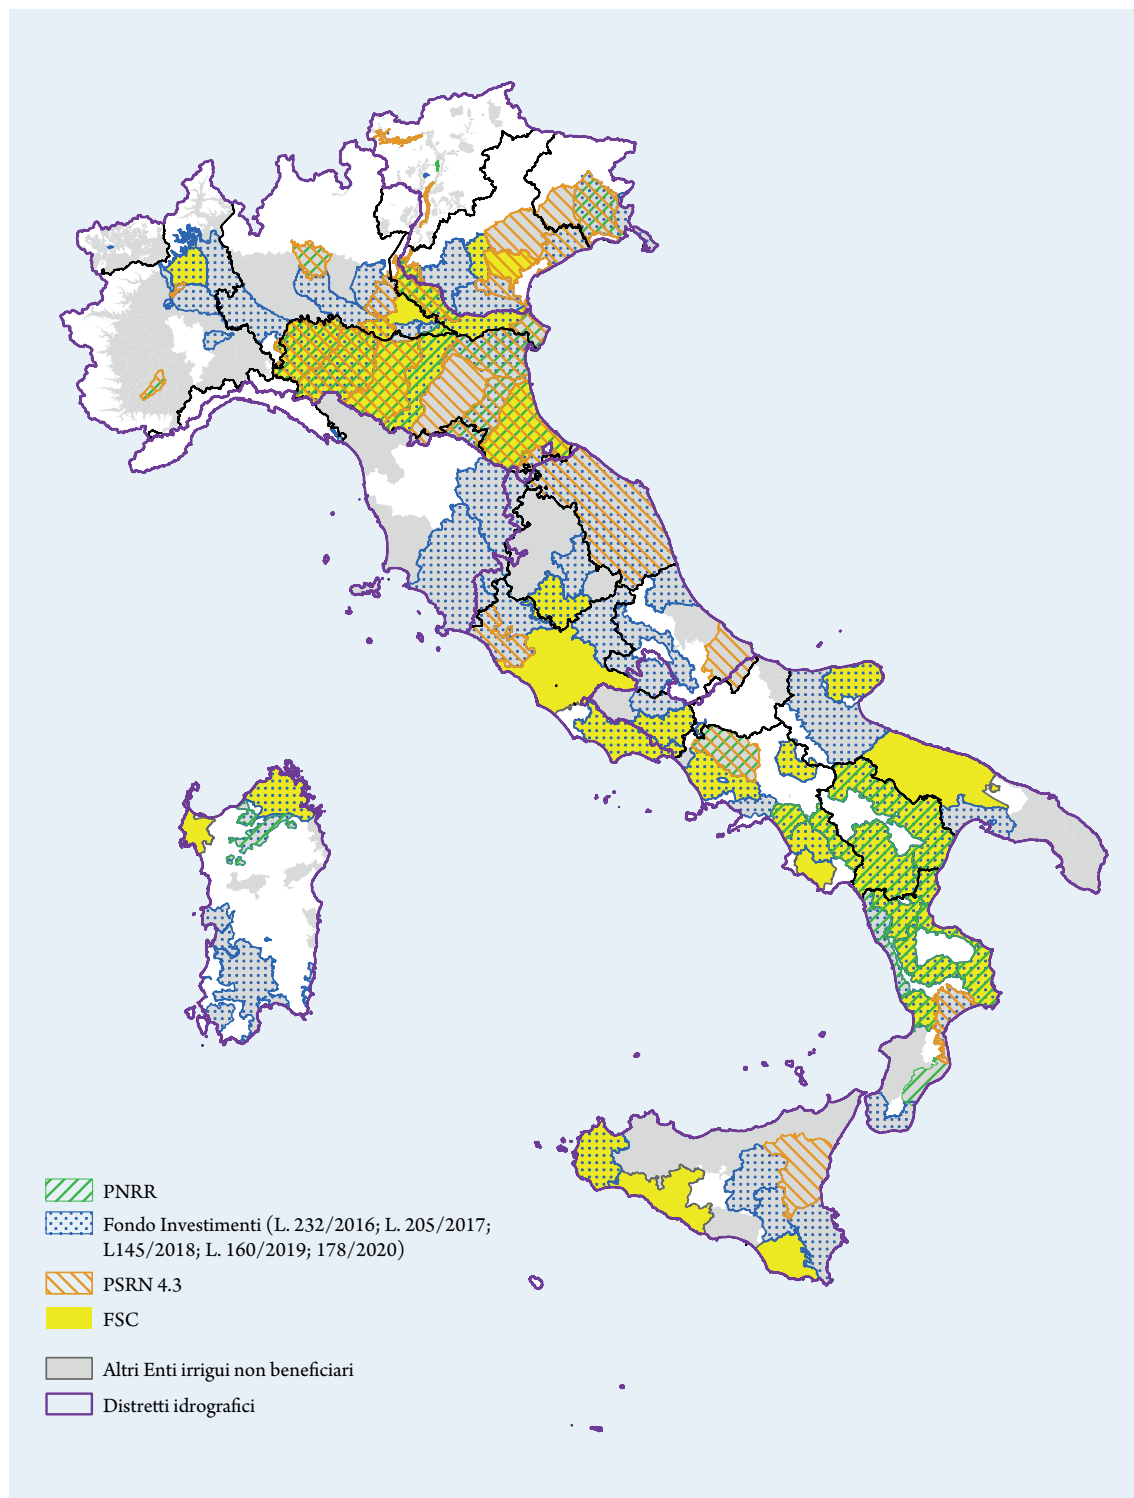 PNRR
Fondo Investimenti (L. 232/2016; L. 205/2017;
L145/2018; L. 160/2019; 178/2020)
PSRN 4.3
FSC
Altri Enti irrigui non beneficiari
Distretti idrografici